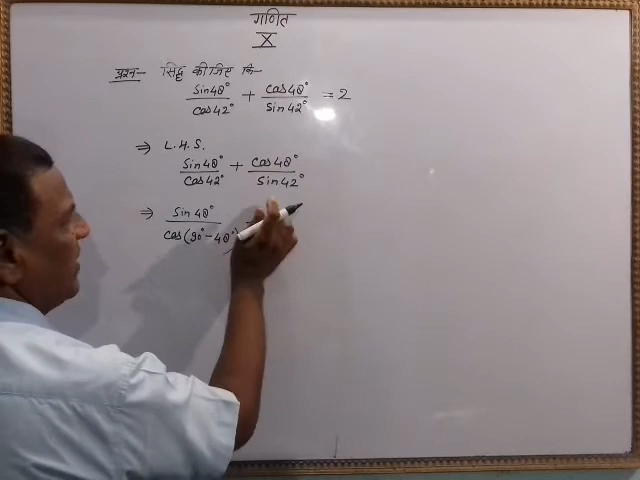 गणित
X
प्रश्न- सिद्ध कीजिए कि-
sin48°/cos42° + cos48°/sin42° = 2
⇒ L.H.S.
sin48°/cos42° + cos48°/sin42°
⇒ sin48°/cos(90°-48°)